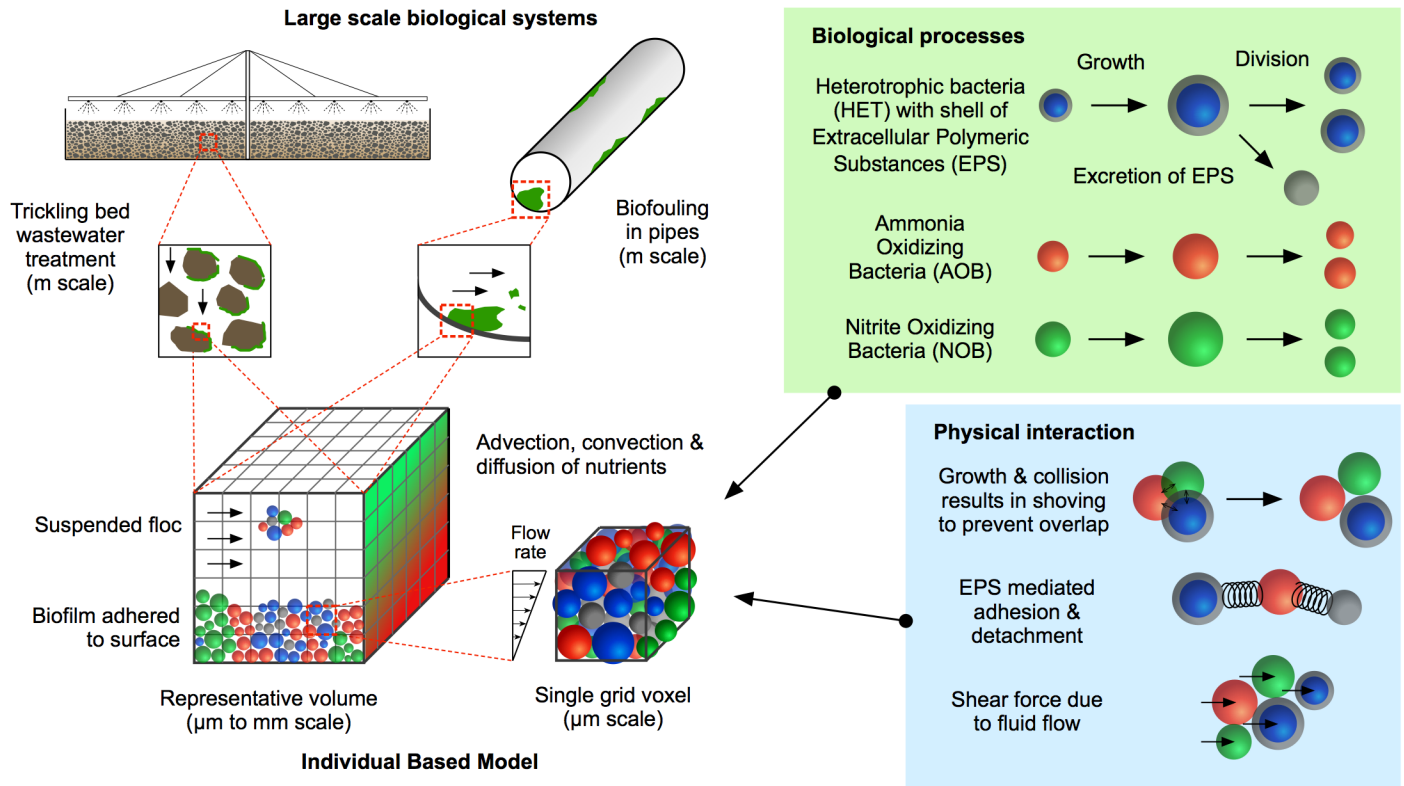 Large scale biological systems
Trickling bed
wastewater
treatment
(m scale)
Biofouling
in pipes
(m scale)
Advection, convection &
diffusion of nutrients
Suspended floc
Biofilm adhered
to surface
Flow
rate
Representative volume
(µm to mm scale)
Single grid voxel
(µm scale)
Individual Based Model
Biological processes
Heterotrophic bacteria
(HET) with shell of
Extracellular Polymeric
Substances (EPS)
Growth
Division
Excretion of EPS
Ammonia
Oxidizing
Bacteria (AOB)
Nitrite Oxidizing
Bacteria (NOB)
Physical interaction
Growth & collision
results in shoving
to prevent overlap
EPS mediated
adhesion &
detachment
Shear force due
to fluid flow